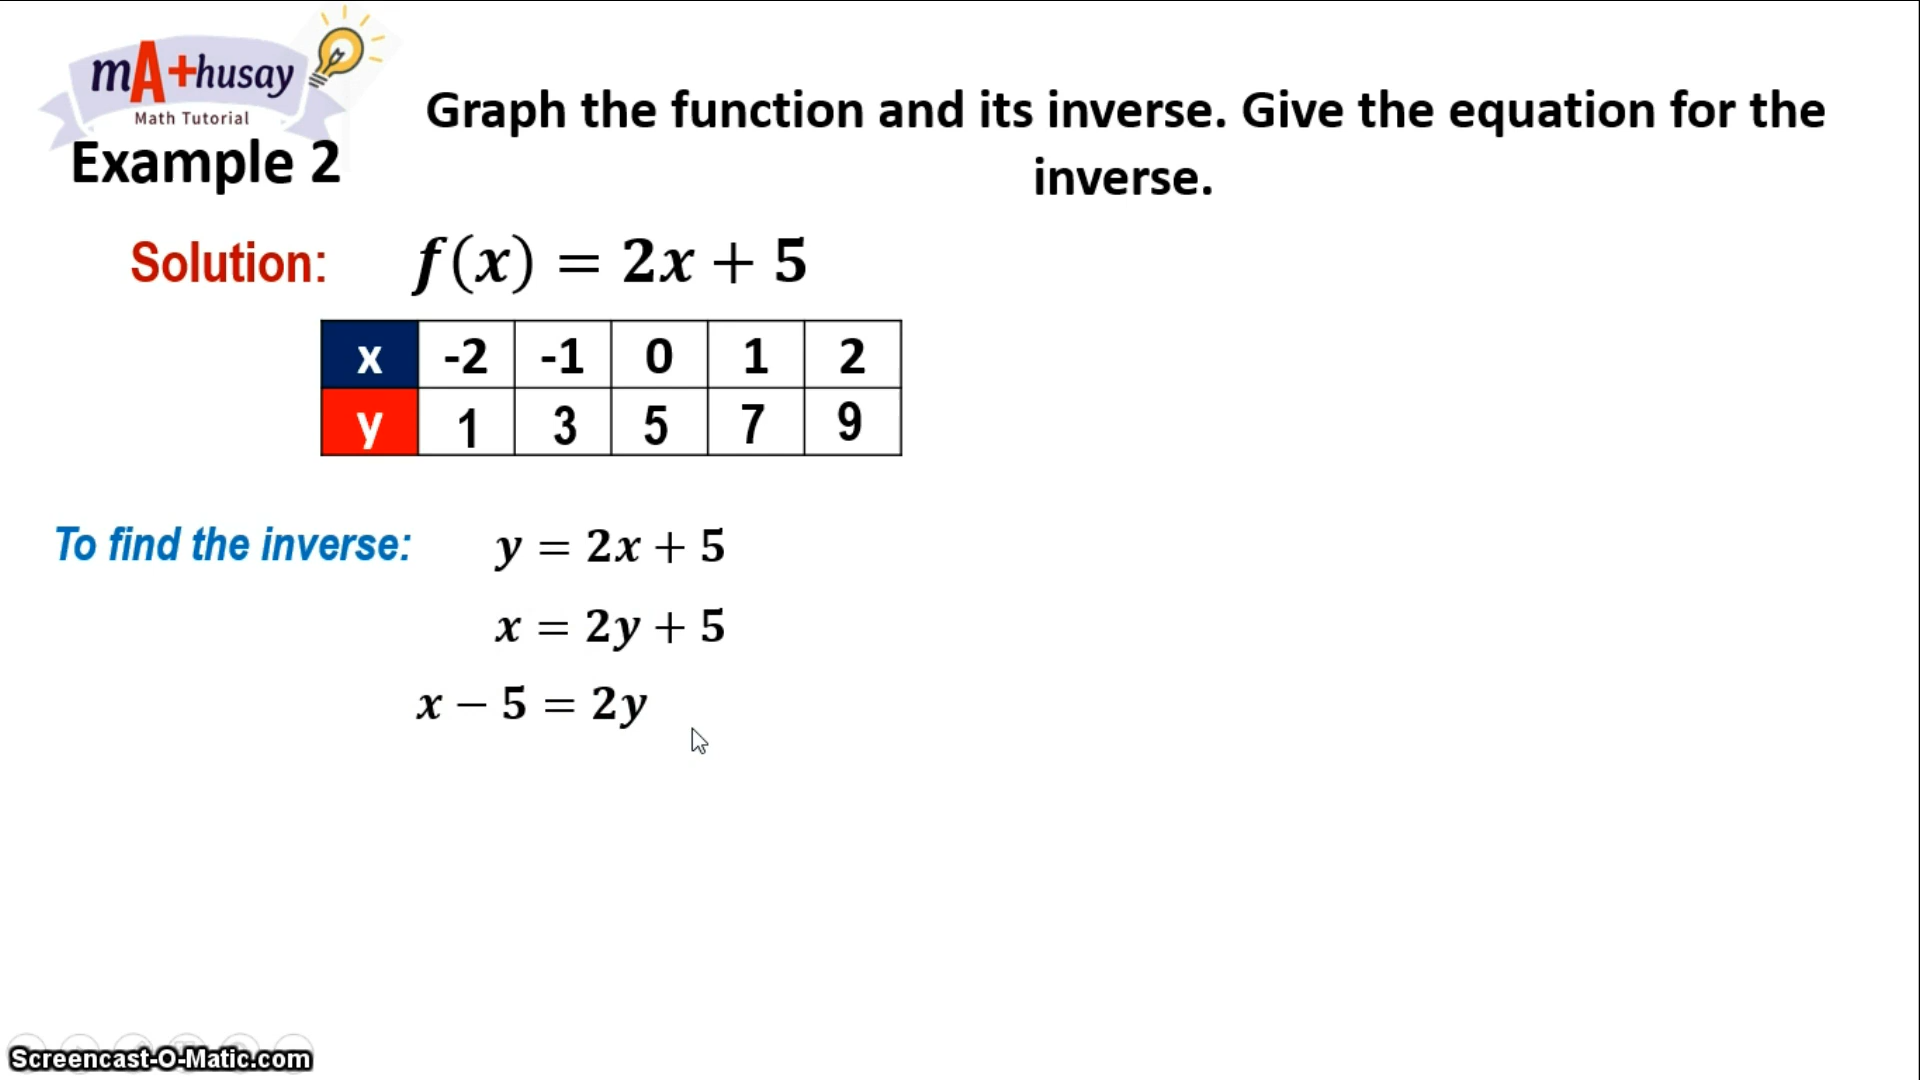 mA+husay
Math Tutorial
Example 2
Graph the function and its inverse. Give the equation for the
inverse.
Solution: f(x) = 2x + 5
x -2 -1 0 1 2
y 1 3 5 7 9
To find the inverse: y = 2x + 5
x = 2y + 5
x − 5 = 2y
Screencast-O-Matic.com